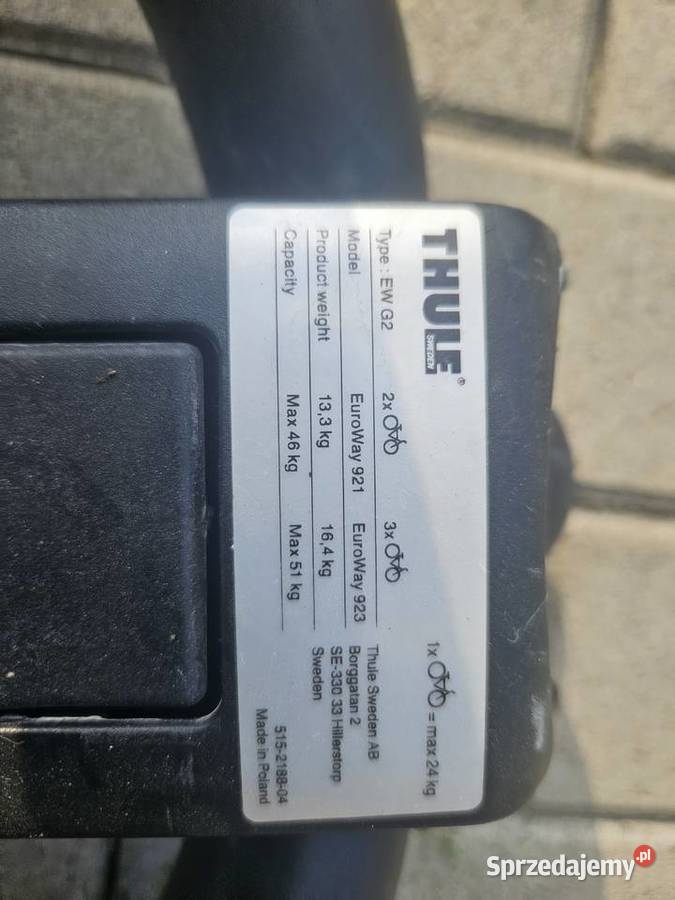 THULE®
SWEDEN
1x = max 24 kg
Type : EW G2 2x 3x
Model EuroWay 921 EuroWay 923
Product weight 13,3 kg 16,4 kg
Capacity Max 46 kg Max 51 kg
Thule Sweden AB
Borggatan 2
SE-330 33 Hillerstorp
Sweden
515-2188-04
Made in Poland
Sprzedajemy.pl